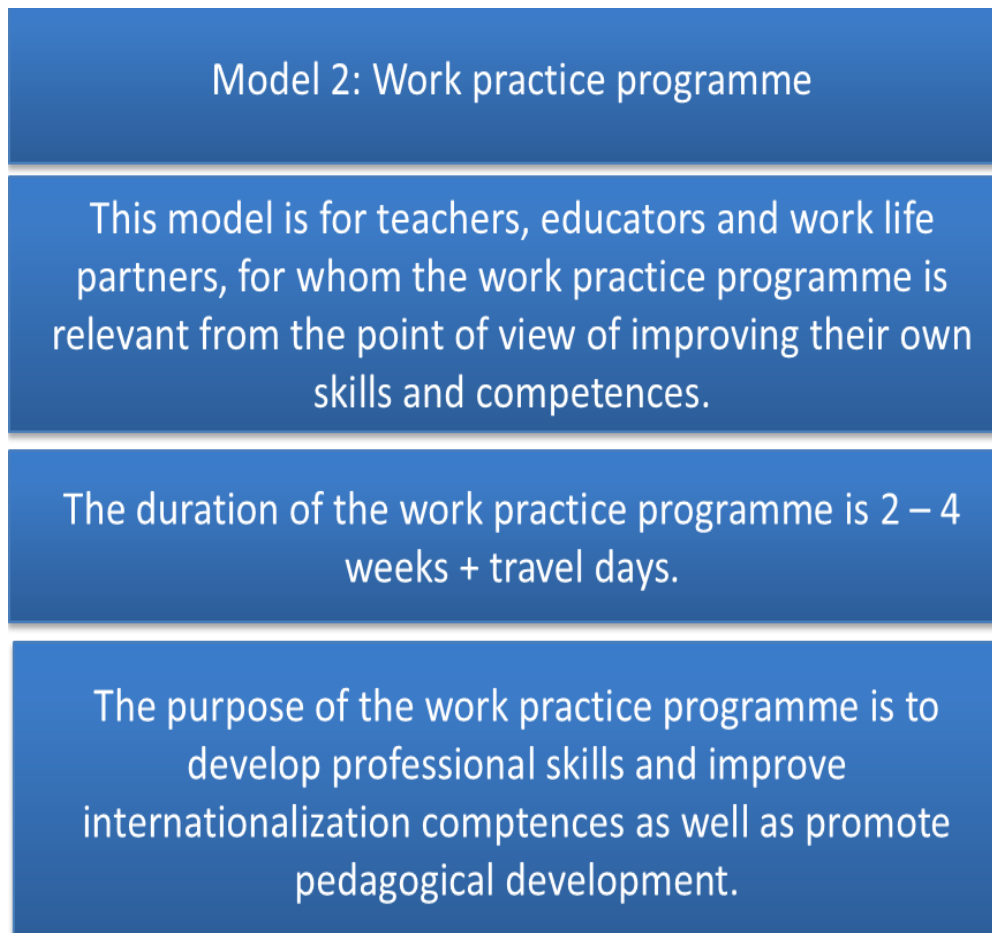 Model 2: Work practice programme
This model is for teachers, educators and work life
partners, for whom the work practice programme is
relevant from the point of view of improving their own
skills and competences.
The duration of the work practice programme is 2 – 4
weeks + travel days.
The purpose of the work practice programme is to
develop professional skills and improve
internationalization comptences as well as promote
pedagogical development.